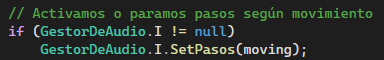 // Activamos o paramos pasos según movimiento
if (GestorDeAudio.I != null)
    GestorDeAudio.I.SetPasos(moving);